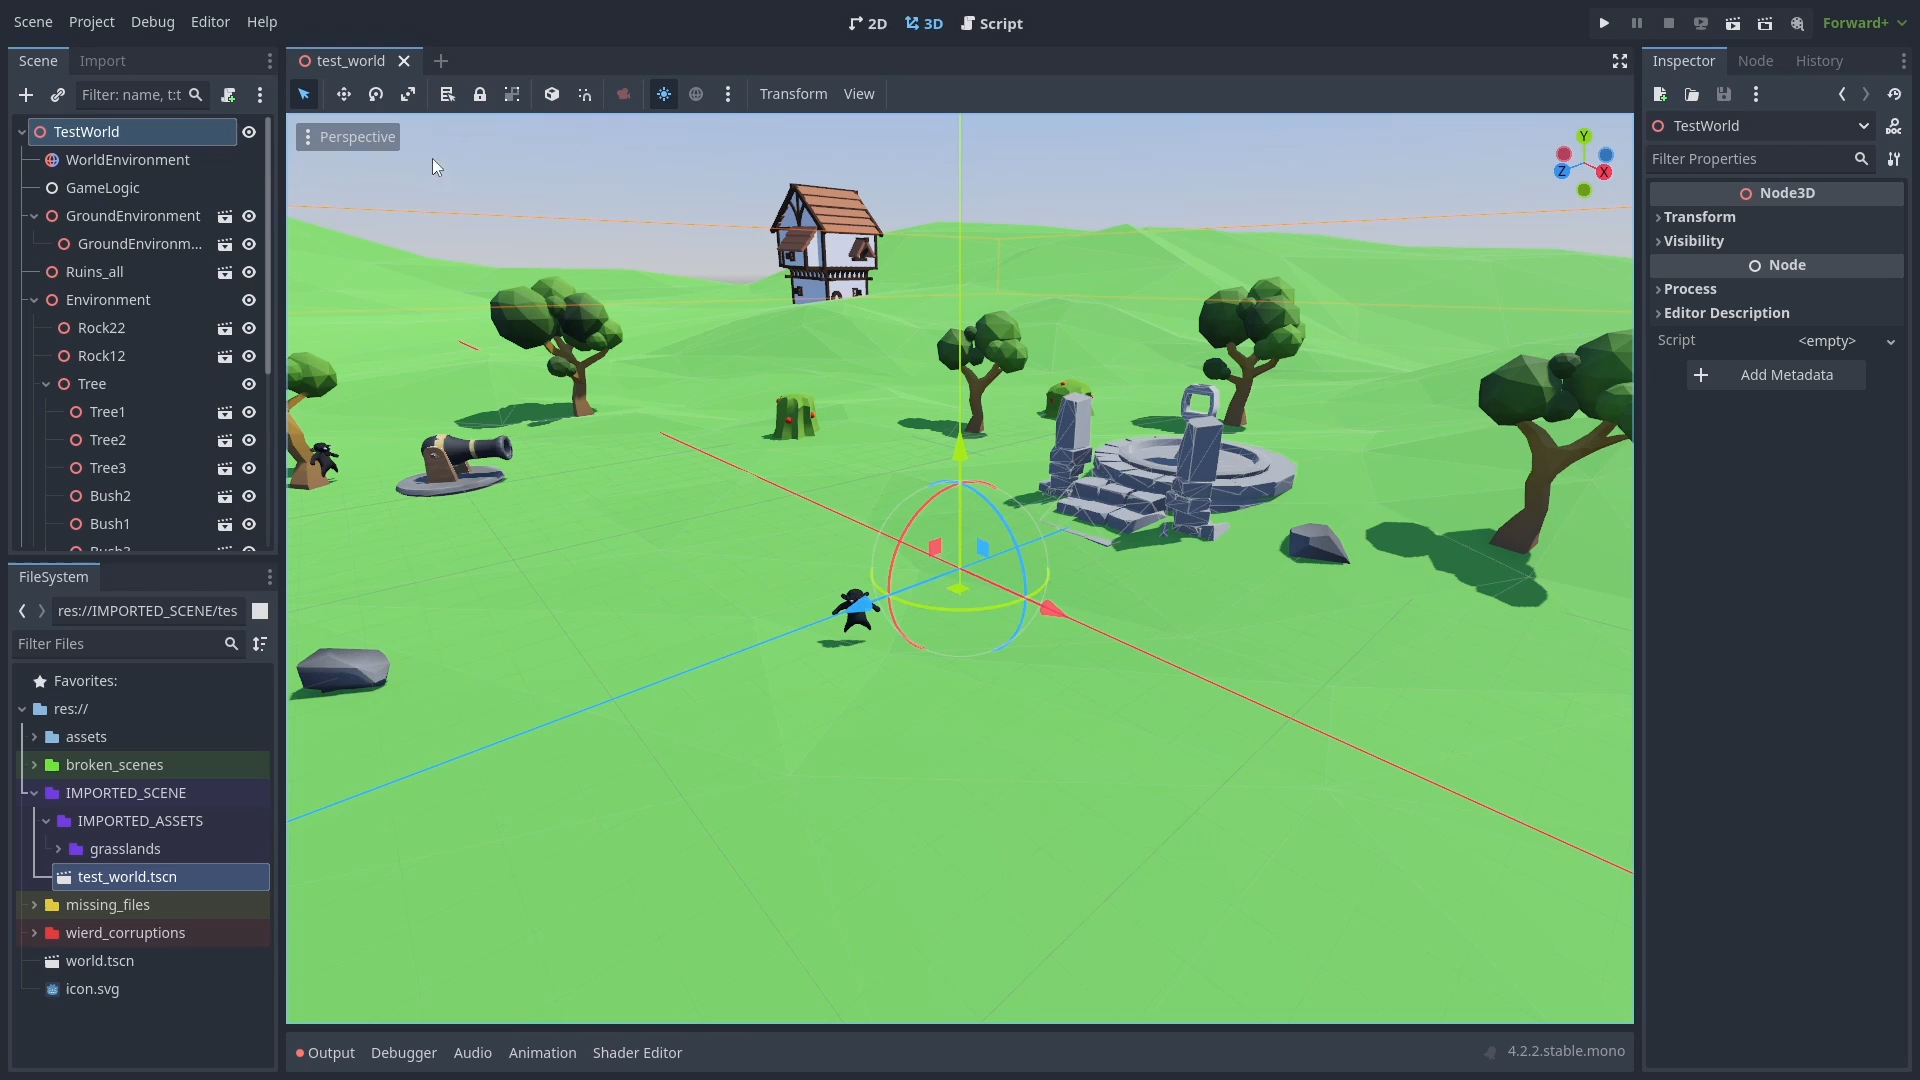 Scene Project Debug Editor Help
2D 3D Script
Forward+
Scene Import
Filter: name, t:t
TestWorld
WorldEnvironment
GameLogic
GroundEnvironment
GroundEnvironm...
Ruins_all
Environment
Rock22
Rock12
Tree
Tree1
Tree2
Tree3
Bush2
Bush1
FileSystem
res://IMPORTED_SCENE/tes
Filter Files
Favorites:
res://
assets
broken_scenes
IMPORTED_SCENE
IMPORTED_ASSETS
grasslands
test_world.tscn
missing_files
wierd_corruptions
world.tscn
icon.svg
test_world
Transform View
Perspective
Y
Z X
Output Debugger Audio Animation Shader Editor
4.2.2.stable.mono
Inspector Node History
TestWorld
DOC
Filter Properties
Node3D
Transform
Visibility
Node
Process
Editor Description
Script <empty>
Add Metadata